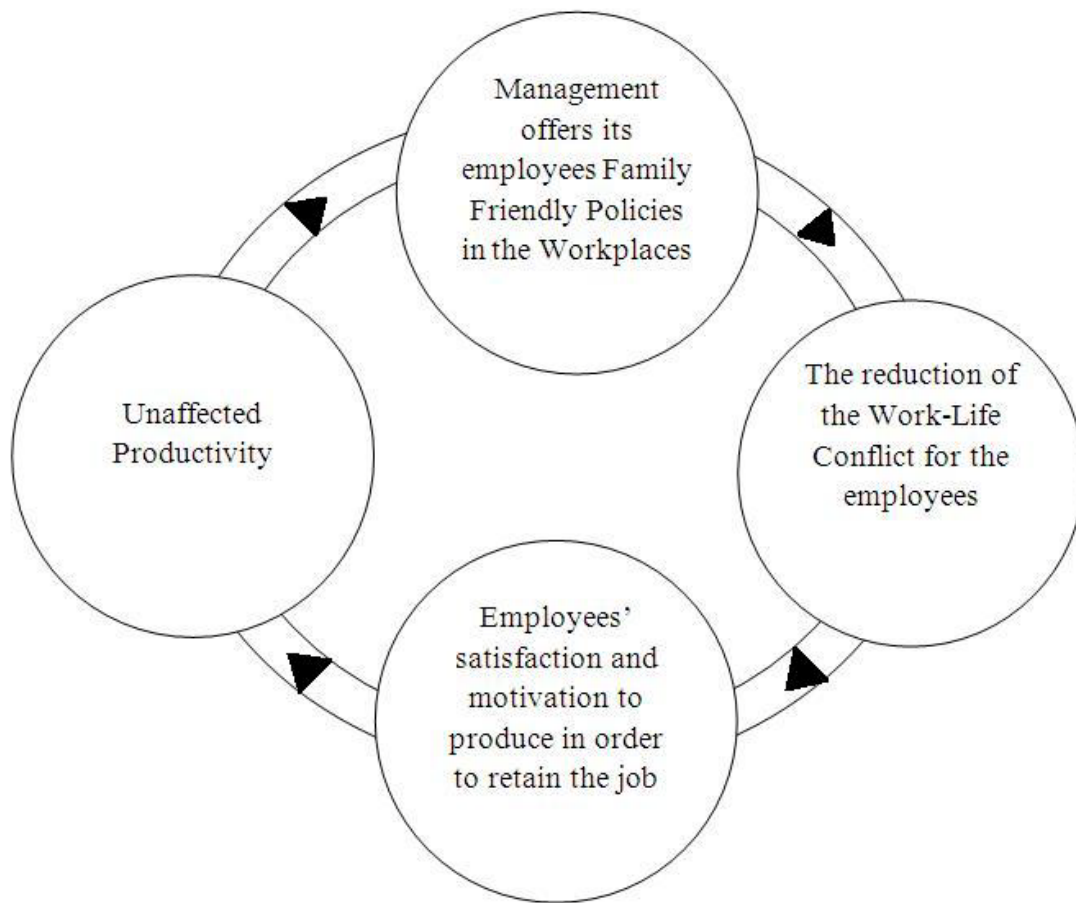 Management
offers its
employees Family
Friendly Policies
in the Workplaces
Unaffected
Productivity
The reduction of
the Work-Life
Conflict for the
employees
Employees’
satisfaction and
motivation to
produce in order
to retain the job